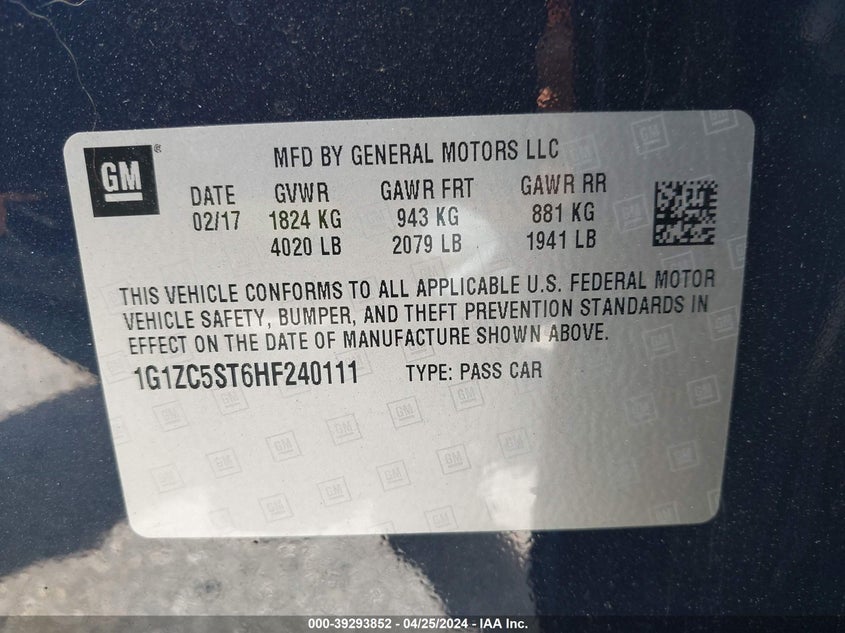 GM®
MFD BY GENERAL MOTORS LLC
DATE GVWR GAWR FRT GAWR RR
02/17 1824 KG 943 KG 881 KG
4020 LB 2079 LB 1941 LB
THIS VEHICLE CONFORMS TO ALL APPLICABLE U.S. FEDERAL MOTOR
VEHICLE SAFETY, BUMPER, AND THEFT PREVENTION STANDARDS IN
EFFECT ON THE DATE OF MANUFACTURE SHOWN ABOVE.
1G1ZC5ST6HF240111 TYPE: PASS CAR
000-39293852 - 04/25/2024 - IAA Inc.